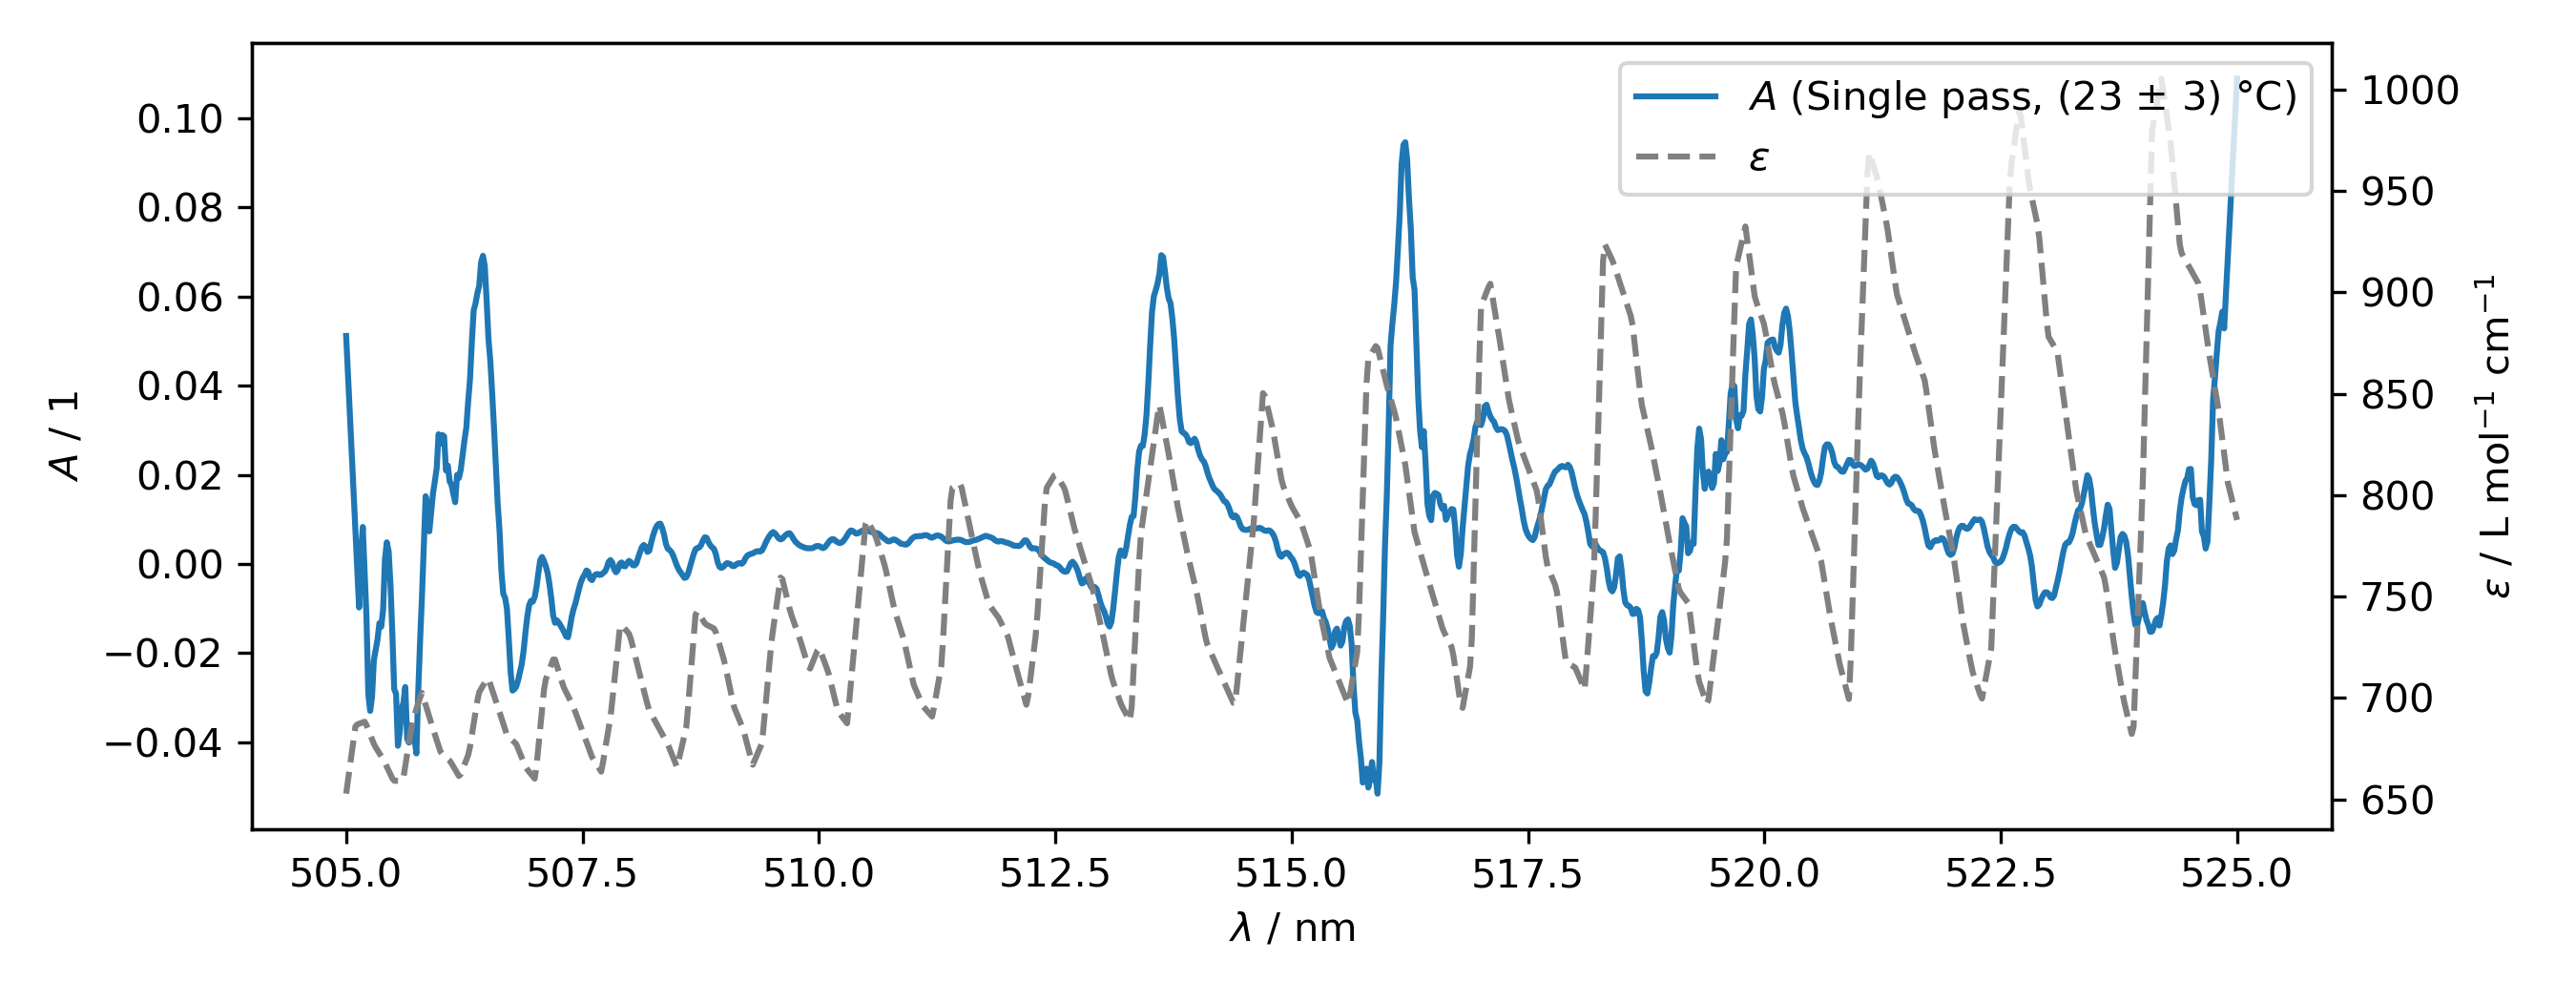 A (Single pass, (23 ± 3) °C)
ε
0.10
0.08
0.06
0.04
0.02
0.00
−0.02
−0.04
A / 1
1000
950
900
850
800
750
700
650
ε / L mol⁻¹ cm⁻¹
505.0 507.5 510.0 512.5 515.0 517.5 520.0 522.5 525.0
λ / nm